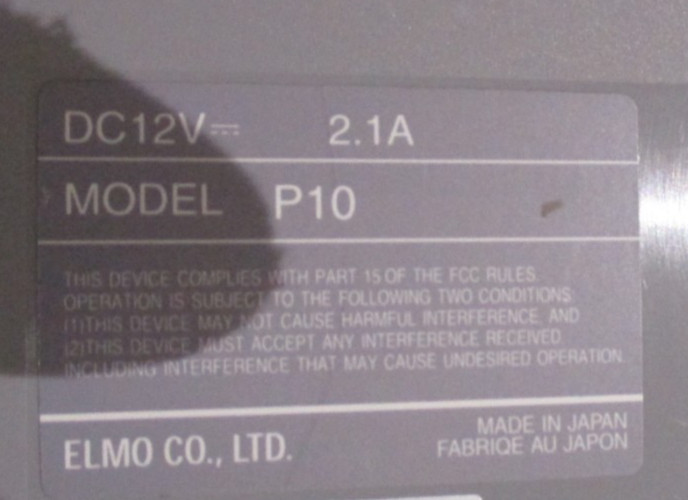 DC12V⎓ 2.1A
MODEL P10
THIS DEVICE COMPLIES WITH PART 15 OF THE FCC RULES.
OPERATION IS SUBJECT TO THE FOLLOWING TWO CONDITIONS:
(1)THIS DEVICE MAY NOT CAUSE HARMFUL INTERFERENCE, AND
(2)THIS DEVICE MUST ACCEPT ANY INTERFERENCE RECEIVED,
INCLUDING INTERFERENCE THAT MAY CAUSE UNDESIRED OPERATION.
ELMO CO., LTD.
MADE IN JAPAN
FABRIQE AU JAPON